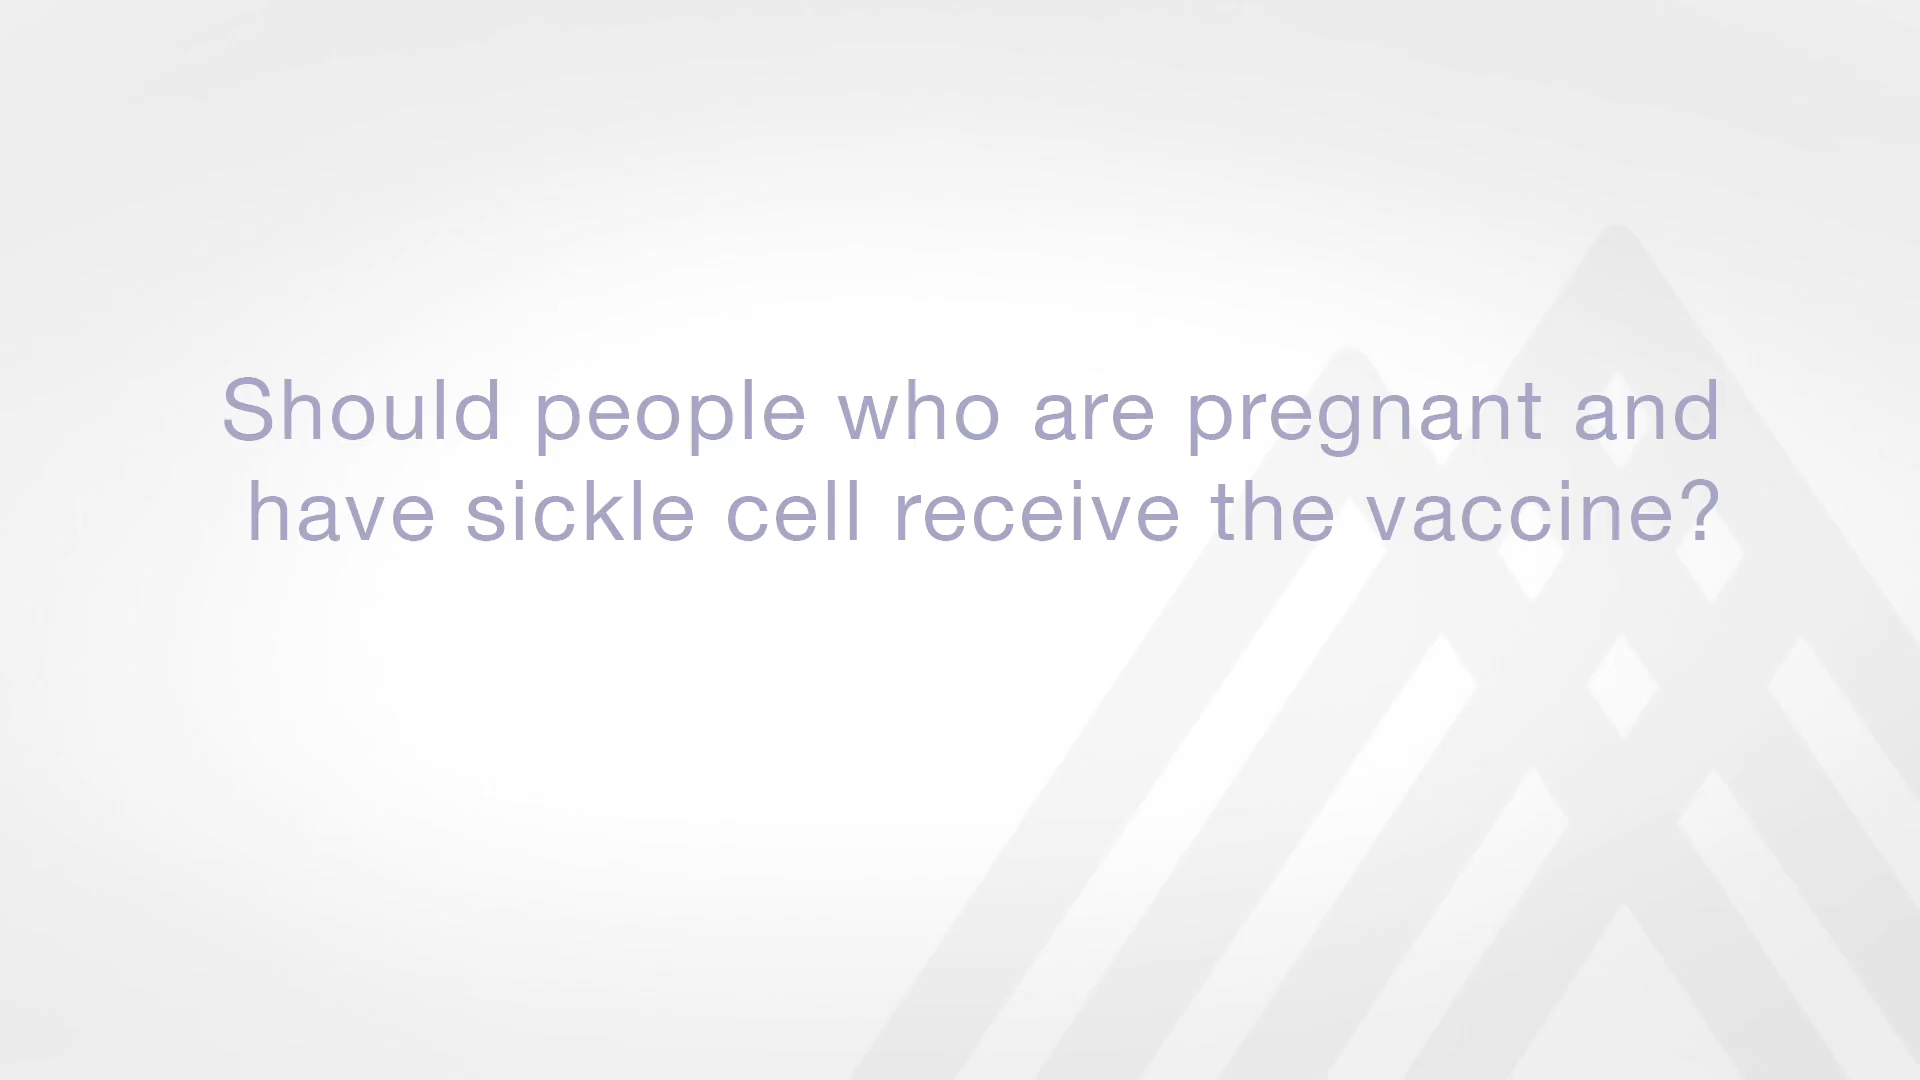 Should people who are pregnant and
have sickle cell receive the vaccine?